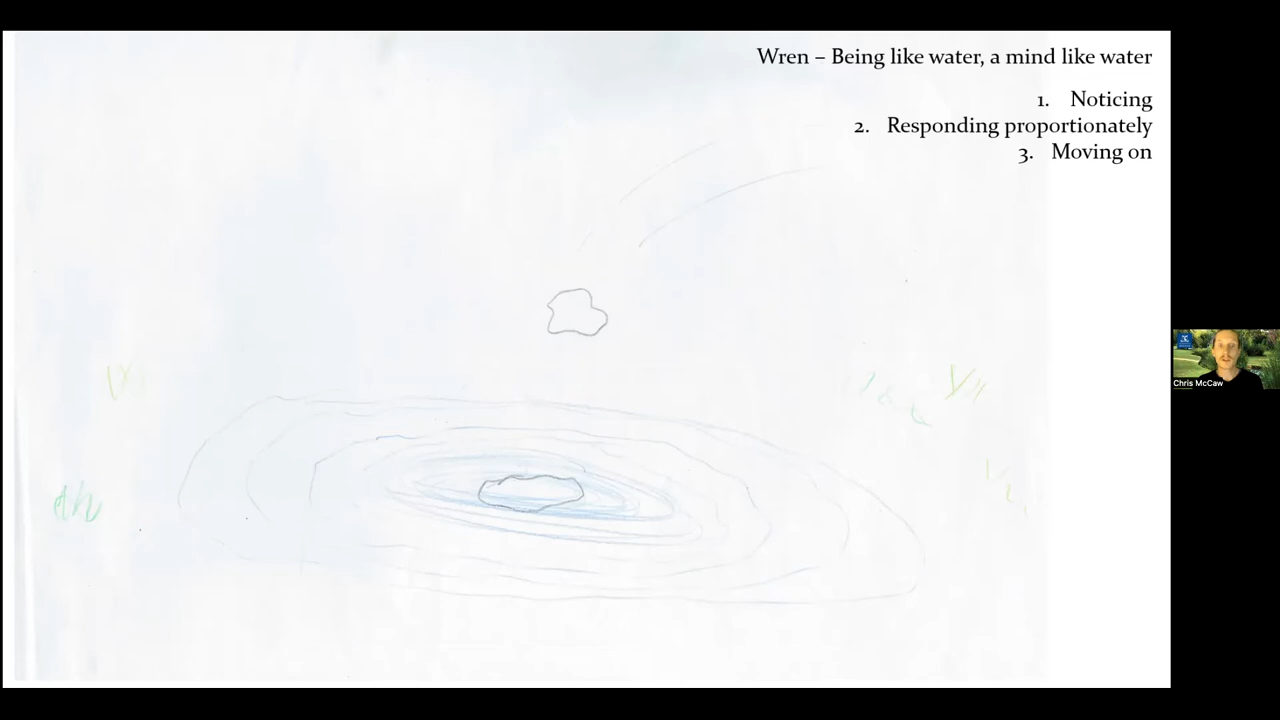 Wren – Being like water, a mind like water
1. Noticing
2. Responding proportionately
3. Moving on
Chris McCaw